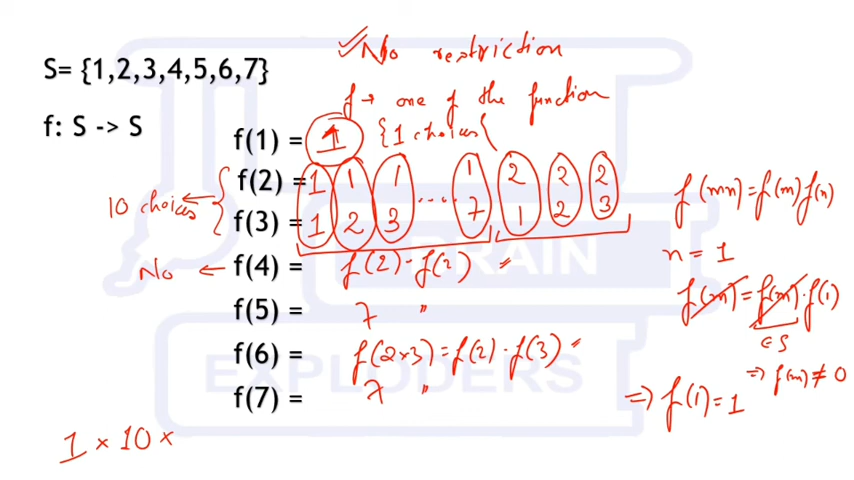 ✓ No restriction
S= {1,2,3,4,5,6,7}
f → one of the function
f: S -> S
f(1) = 1 {1 choices{
f(2) = 1 1 1 1 2 2 2
10 choices ←
f(3) = 1 2 3 .... 7 1 2 3
f(mn) = f(m) f(n)
n = 1
No ← f(4) = f(2) · f(2) "
f(m) = f(m) · f(1)
∈ S
f(5) = 7 "
f(6) = f(2×3) = f(2) · f(3) "
⇒ f(m) ≠ 0
f(7) = 7 "
⇒ f(1) = 1
1 × 10 ×
BRAIN
EXPLODERS